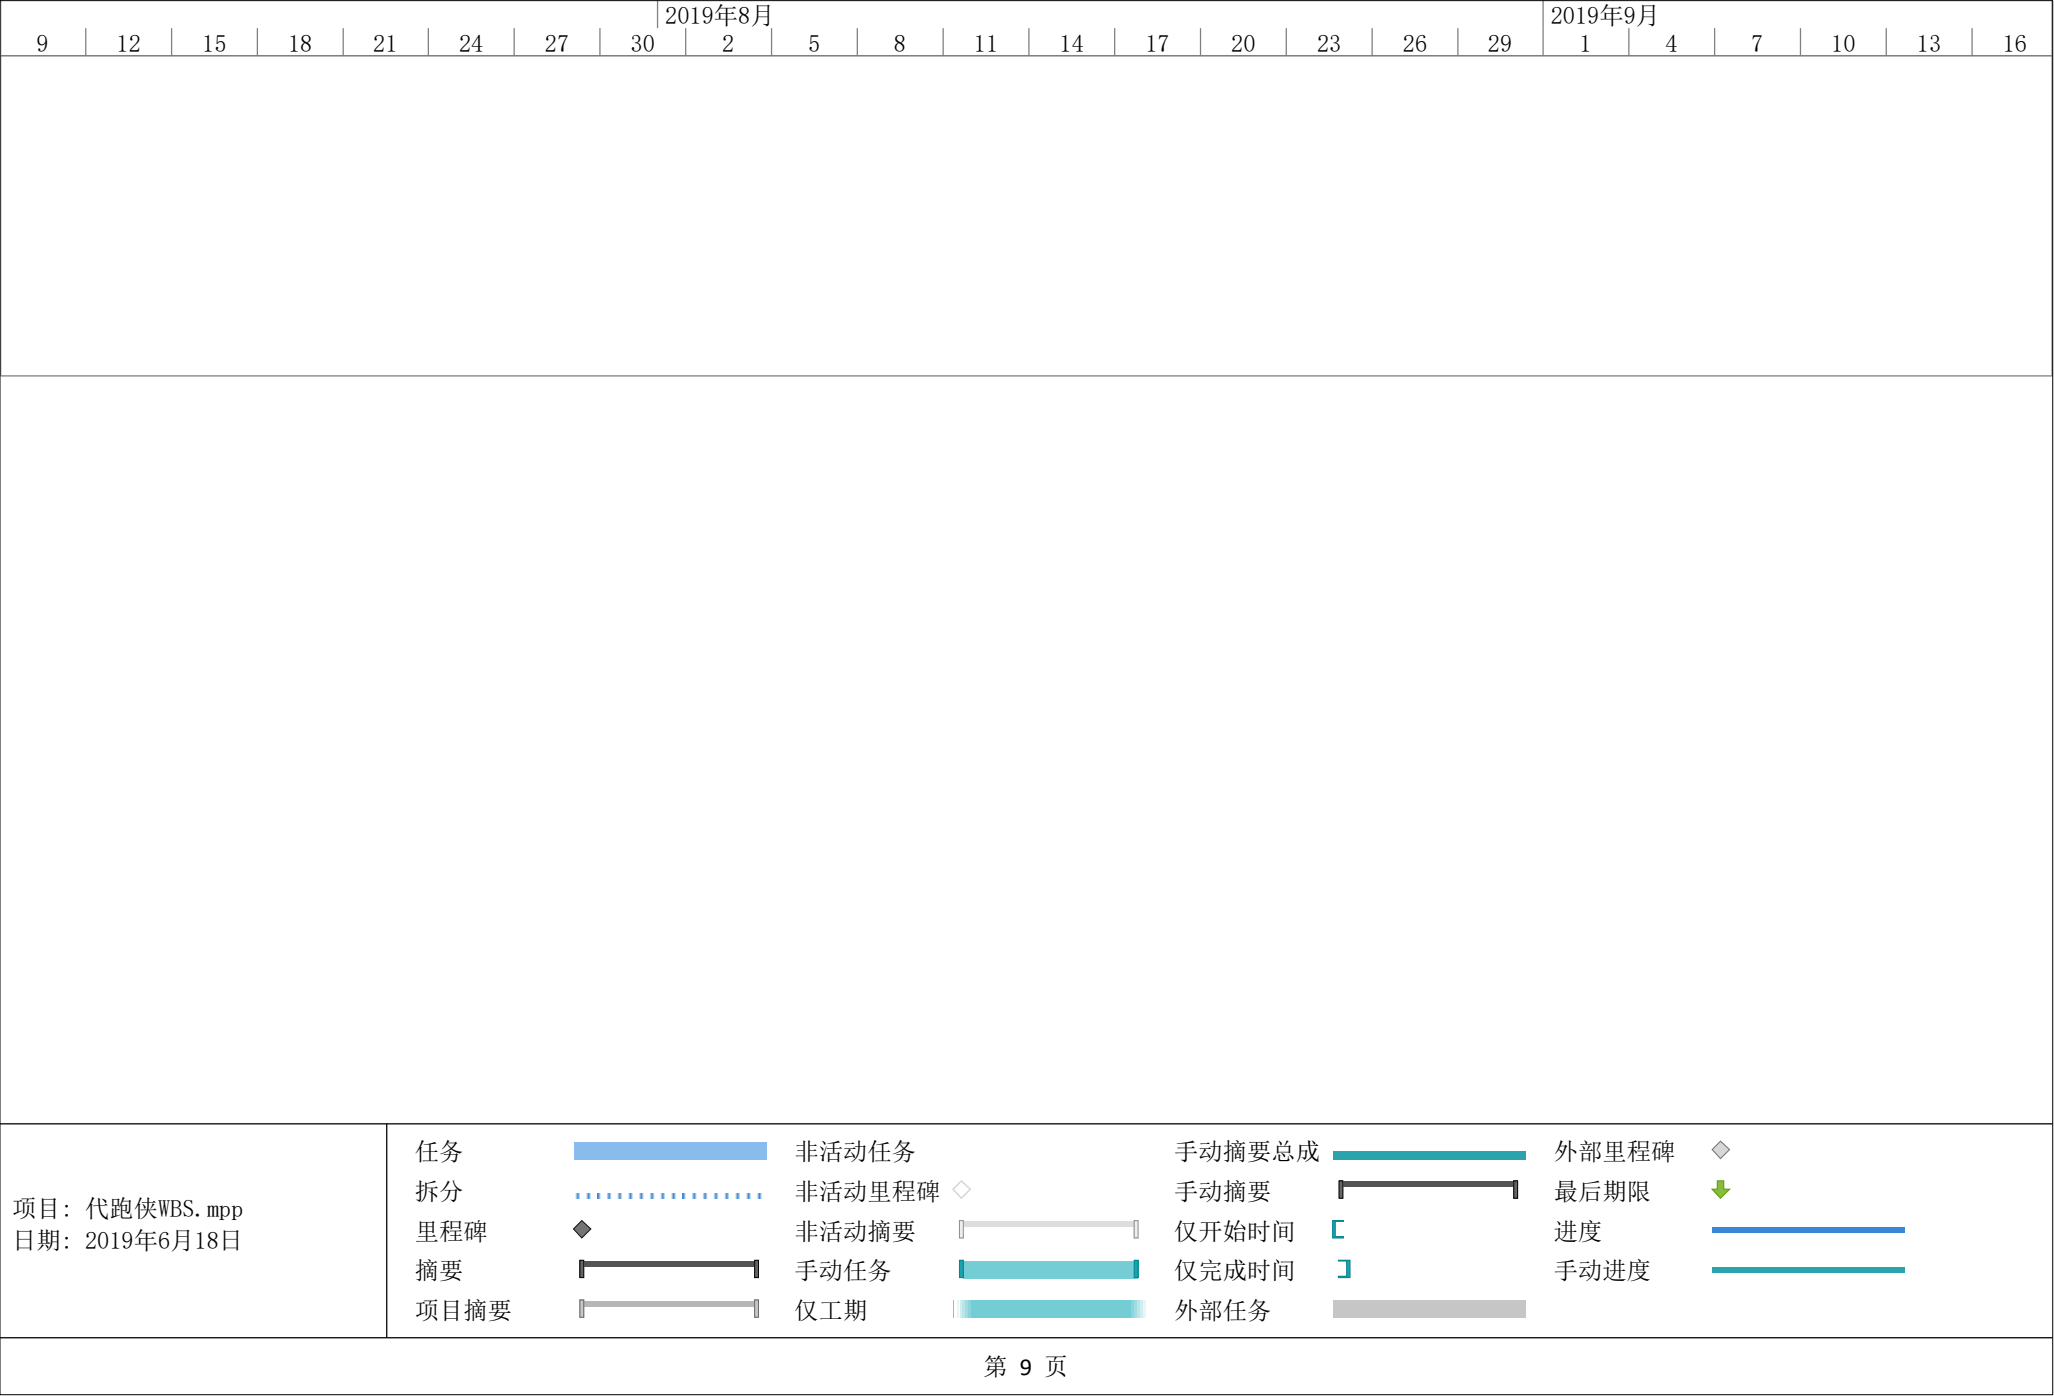 2019年8月 2019年9月
9 12 15 18 21 24 27 30 2 5 8 11 14 17 20 23 26 29 1 4 7 10 13 16
项目: 代跑侠WBS.mpp
日期: 2019年6月18日
任务
拆分
里程碑
摘要
项目摘要
非活动任务
非活动里程碑
非活动摘要
手动任务
仅工期
手动摘要总成
手动摘要
仅开始时间
仅完成时间
外部任务
外部里程碑
最后期限
进度
手动进度
第 9 页